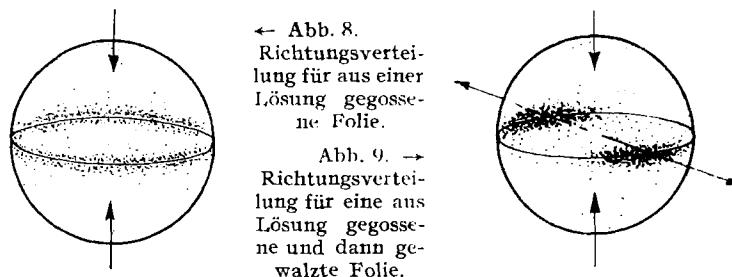 ← Abb. 8.
Richtungsvertei-
lung für aus einer
Lösung gegosse-
ne Folie.
Abb. 9. →
Richtungsvertei-
lung für eine aus
Lösung gegosse-
ne und dann ge-
walzte Folie.